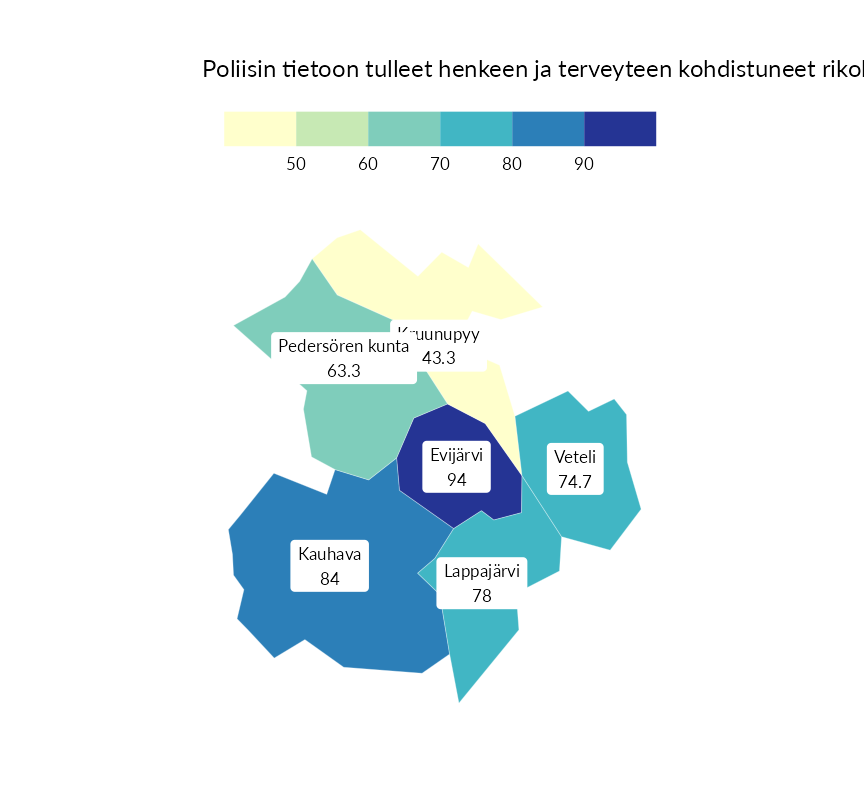 Poliisin tietoon tulleet henkeen ja terveyteen kohdistuneet
50 60 70 80 90
Kruunupyy
43.3
Pedersören kunta
63.3
Evijärvi
94
Veteli
74.7
Kauhava
84
Lappajärvi
78